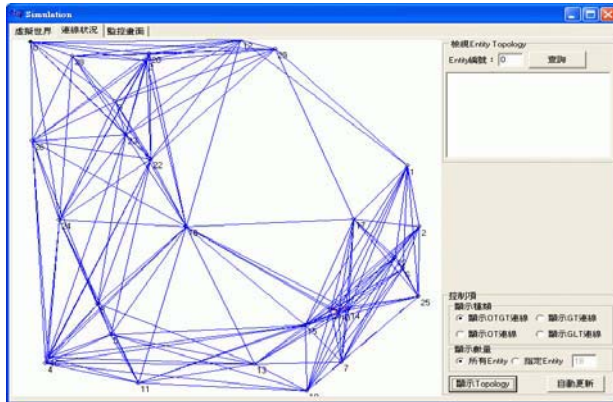 Simulation
虛擬世界 連線狀況 監控畫面
檢視Entity Topology
Entity編號： 0 查詢
控制項
顯示種類
顯示OTGT連線 顯示GT連線
顯示OT連線 顯示GLT連線
顯示數量
所有Entity 指定Entity
顯示Topology 自動更新
20
22
1
2
25
24
16
14
15
4
11
13
7